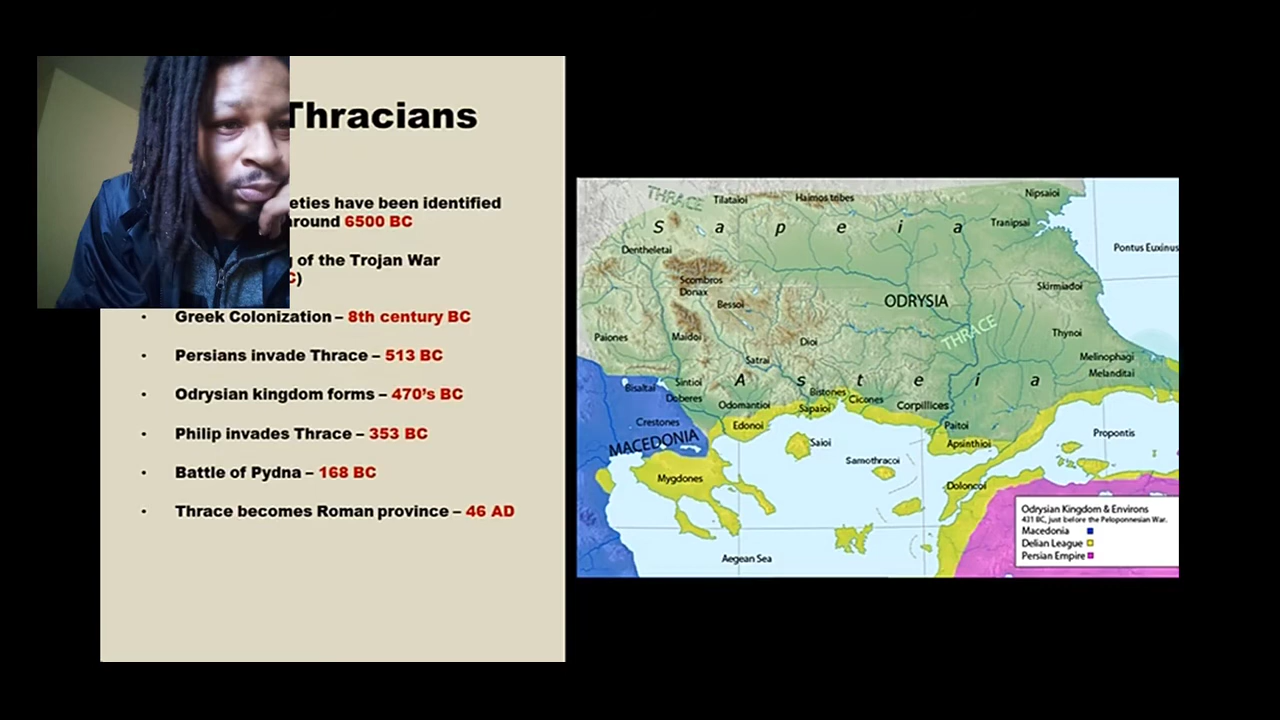 Thracians
eties have been identified
around 6500 BC
g of the Trojan War
C)
• Greek Colonization – 8th century BC
• Persians invade Thrace – 513 BC
• Odrysian kingdom forms – 470's BC
• Philip invades Thrace – 353 BC
• Battle of Pydna – 168 BC
• Thrace becomes Roman province – 46 AD
THRACE
Tilataioi
Haimos tribes
Nipsaioi
S a p e i a
Tranipsai
Dentheletai
Pontus Euxinus
Scombros
Donax
Skirmiadoi
Bessoi
ODRYSIA
Paiones
Maidoi
Dioi
THRACE
Thynoi
Satrai
Melinophagi
Melanditai
Bisaltai
Sintioi
A s t e i a
Doberes
Bistones
Cicones
Odomantioi
Sapaioi
Corpillices
Crestones
Edonoi
Paitoi
MACEDONIA
Saioi
Apsinthioi
Propontis
Samothracoi
Mygdones
Doloncoi
Aegean Sea
Odrysian Kingdom & Environs
431 BC, just before the Peloponnesian War.
Macedonia
Delian League
Persian Empire